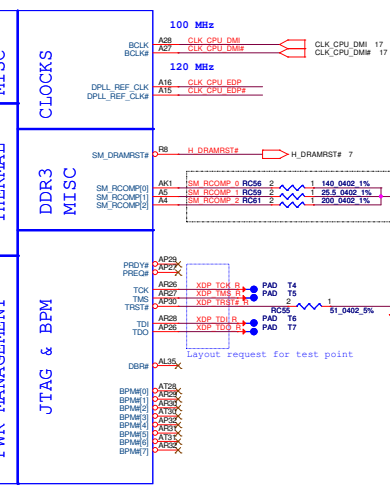 MISC
THERMAL
PWR MANAGEMENT
CLOCKS
DDR3
MISC
JTAG & BPM
100 MHz
BCLK A28 CLK_CPU_DMI CLK_CPU_DMI 17
BCLK# A27 CLK_CPU_DMI# CLK_CPU_DMI# 17
120 MHz
DPLL_REF_CLK A16 CLK_CPU_EDP
DPLL_REF_CLK# A15 CLK_CPU_EDP#
SM_DRAMRST# R8 H_DRAMRST# H_DRAMRST# 7
SM_RCOMP[0] AK1 SM_RCOMP_0 RC56 2 1 140_0402_1%
SM_RCOMP[1] A5 SM_RCOMP_1 RC59 2 1 25.5_0402_1%
SM_RCOMP[2] A4 SM_RCOMP_2 RC61 2 1 200_0402_1%
PRDY# AP29
PREQ# AP27
TCK AR26 XDP_TCK_R PAD T4
TMS AR27 XDP_TMS_R PAD T5
TRST# AP30 XDP_TRST#_R 2 1
RC55 51_0402_5%
TDI AR28 XDP_TDI_R PAD T6
TDO AP26 XDP_TDO_R PAD T7
Layout request for test point
DBR# AL35
BPM#[0] AT28
BPM#[1] AR29
BPM#[2] AR30
BPM#[3] AT30
BPM#[4] AP32
BPM#[5] AR31
BPM#[6] AT31
BPM#[7] AR32